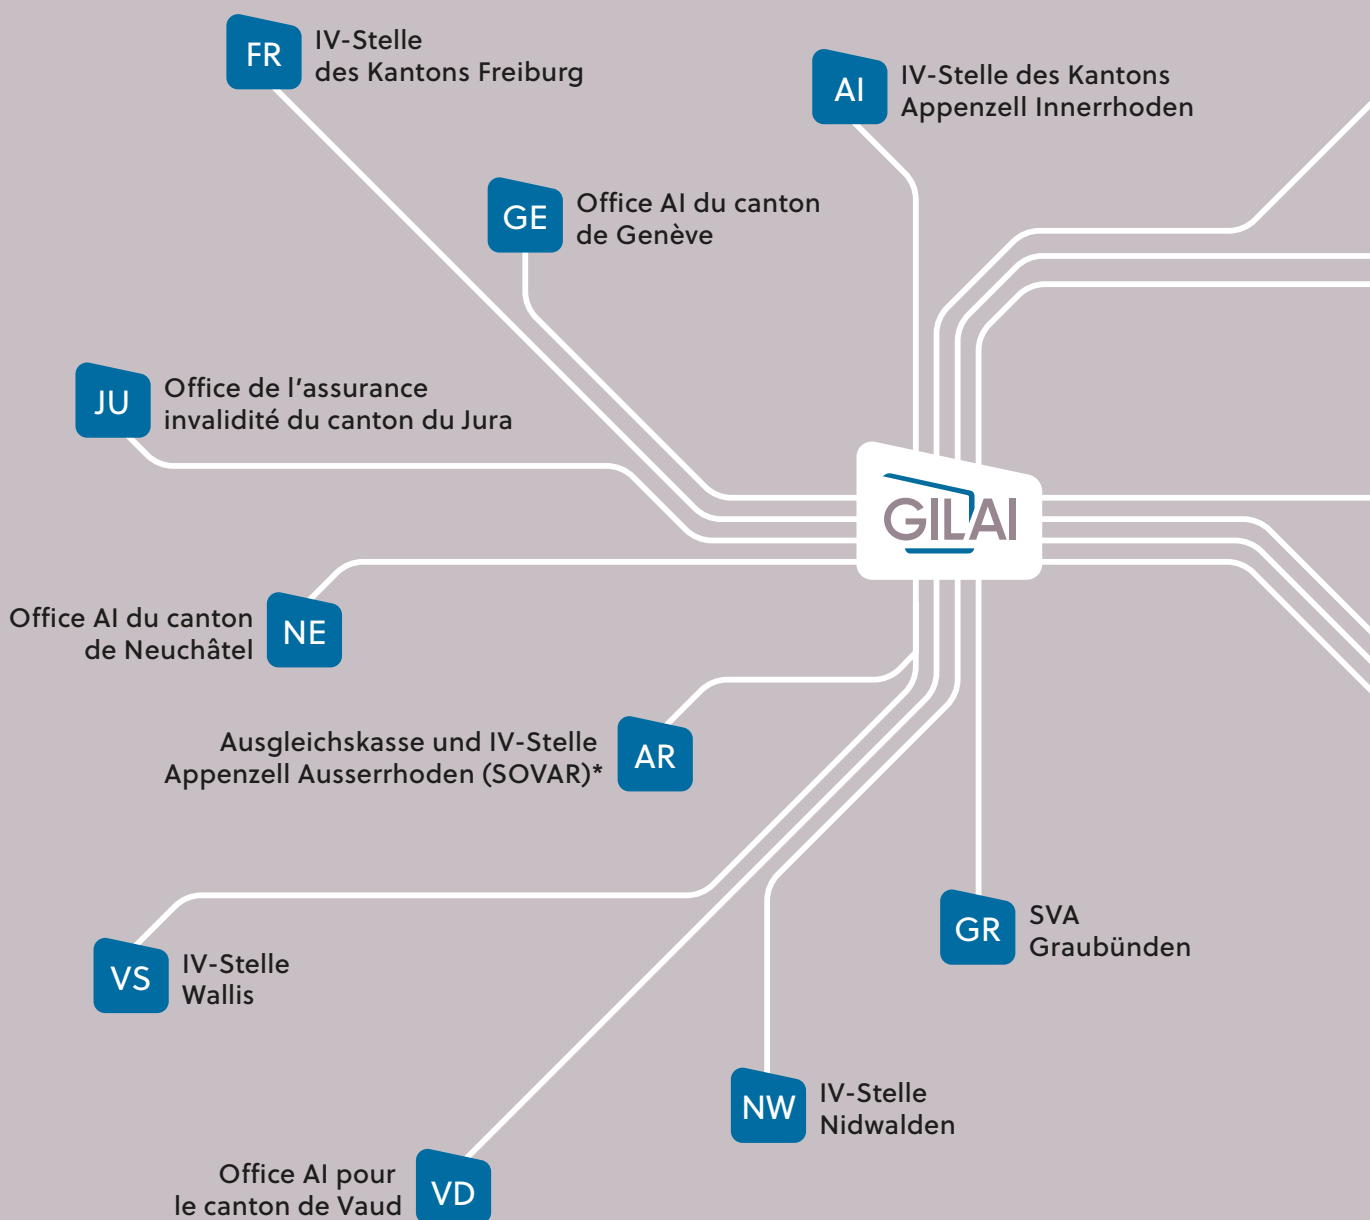 FR
IV-Stelle
des Kantons Freiburg
AI
IV-Stelle des Kantons
Appenzell Innerrhoden
GE
Office AI du canton
de Genève
JU
Office de l’assurance
invalidité du canton du Jura
GILAI
Office AI du canton
de Neuchâtel
NE
Ausgleichskasse und IV-Stelle
Appenzell Ausserrhoden (SOVAR)*
AR
GR
SVA
Graubünden
VS
IV-Stelle
Wallis
NW
IV-Stelle
Nidwalden
Office AI pour
le canton de Vaud
VD